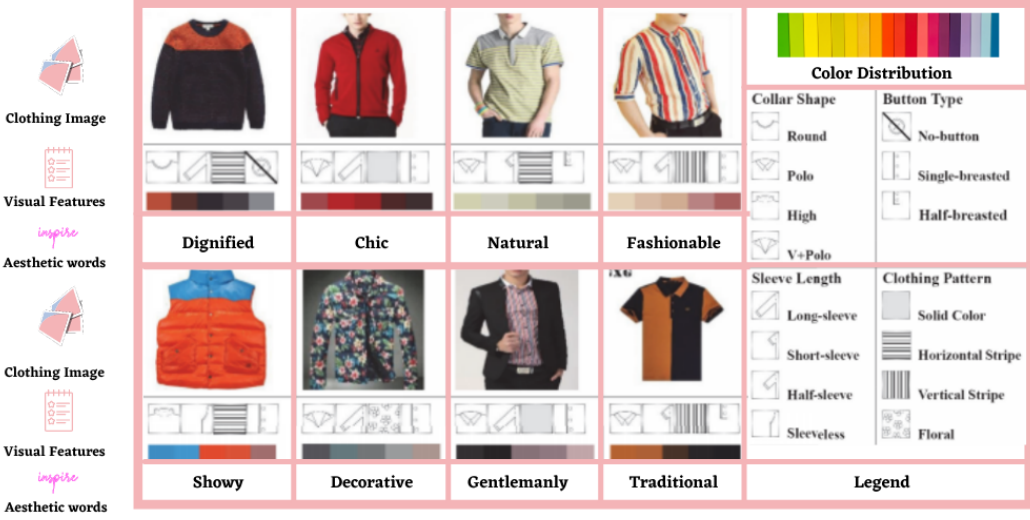 Clothing Image
Visual Features
inspire
Aesthetic words
Dignified
Chic
Natural
Fashionable
Color Distribution
Collar Shape
Round
Polo
High
V+Polo
Button Type
No-button
Single-breasted
Half-breasted
Clothing Image
Visual Features
inspire
Aesthetic words
Showy
Decorative
Gentlemanly
Traditional
Sleeve Length
Long-sleeve
Short-sleeve
Half-sleeve
Sleeveless
Clothing Pattern
Solid Color
Horizontal Stripe
Vertical Stripe
Floral
Legend